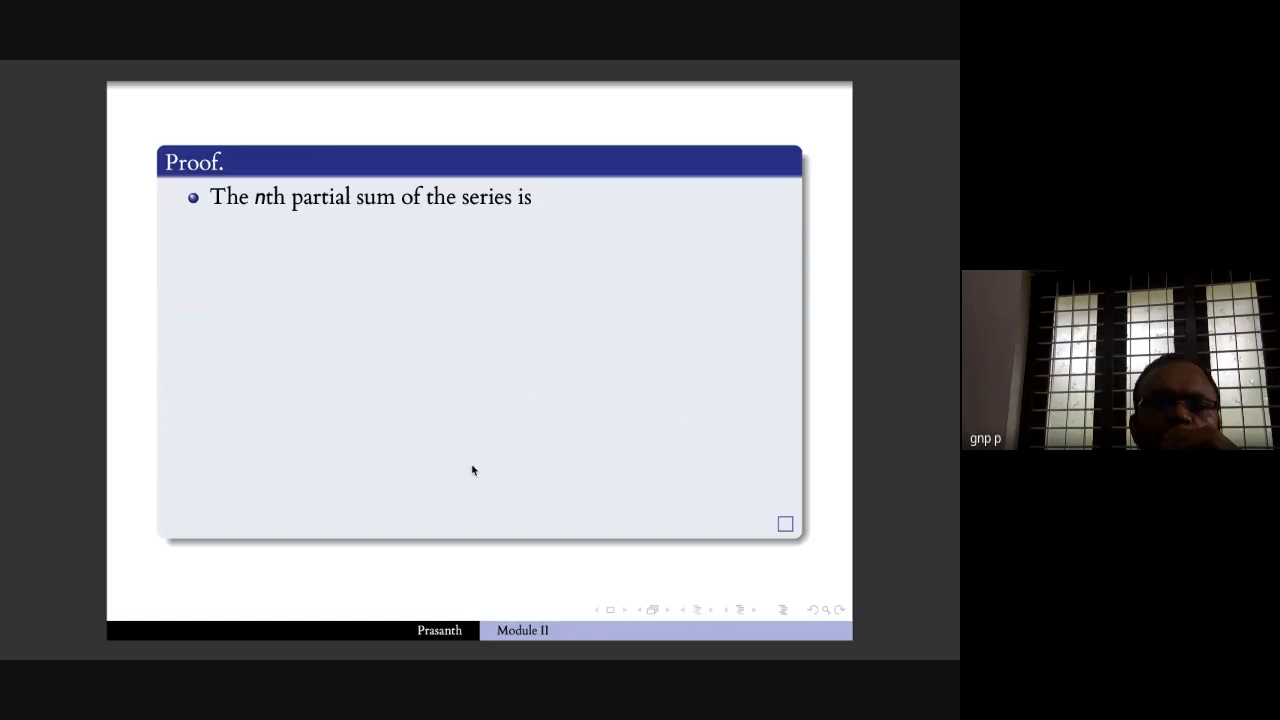 Proof.
The nth partial sum of the series is
gnp p
Prasanth Module II